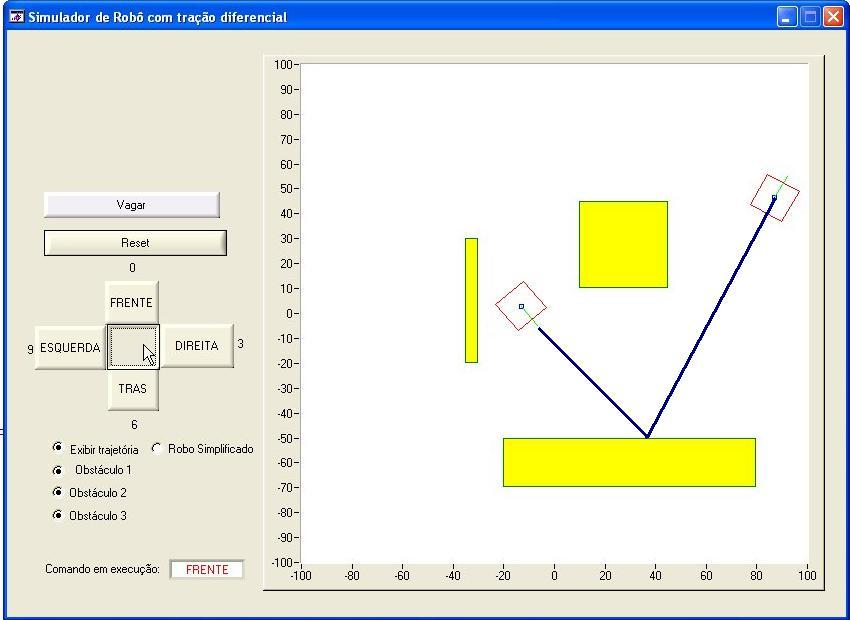 Simulador de Robô com tração diferencial
Vagar
Reset
0
FRENTE
9 ESQUERDA DIREITA 3
TRAS
6
Exibir trajetória Robo Simplificado
Obstáculo 1
Obstáculo 2
Obstáculo 3
Comando em execução: FRENTE
100
90
80
70
60
50
40
30
20
10
0
-10
-20
-30
-40
-50
-60
-70
-80
-90
-100
-100 -80 -60 -40 -20 0 20 40 60 80 100